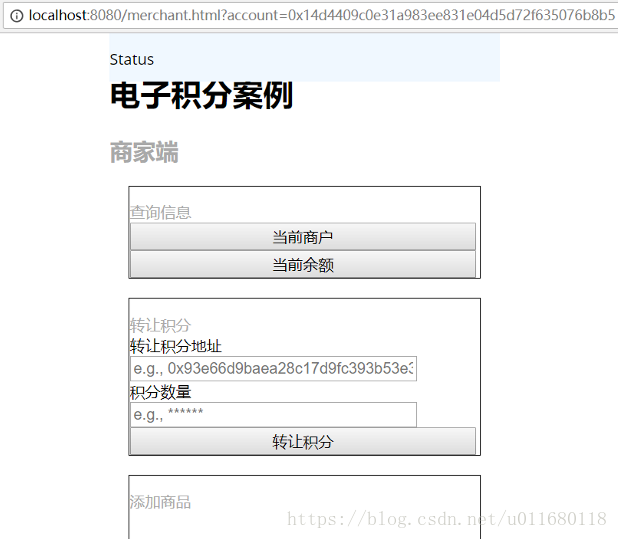 localhost:8080/merchant.html?account=0x14d4409c0e31a983ee831e04d5d72f635076b8b5
Status
电子积分案例
商家端
查询信息
当前商户
当前余额
转让积分
转让积分地址
e.g., 0x93e66d9baea28c17d9fc393b53e3
积分数量
e.g., ******
转让积分
添加商品
https://blog.csdn.net/u011680118